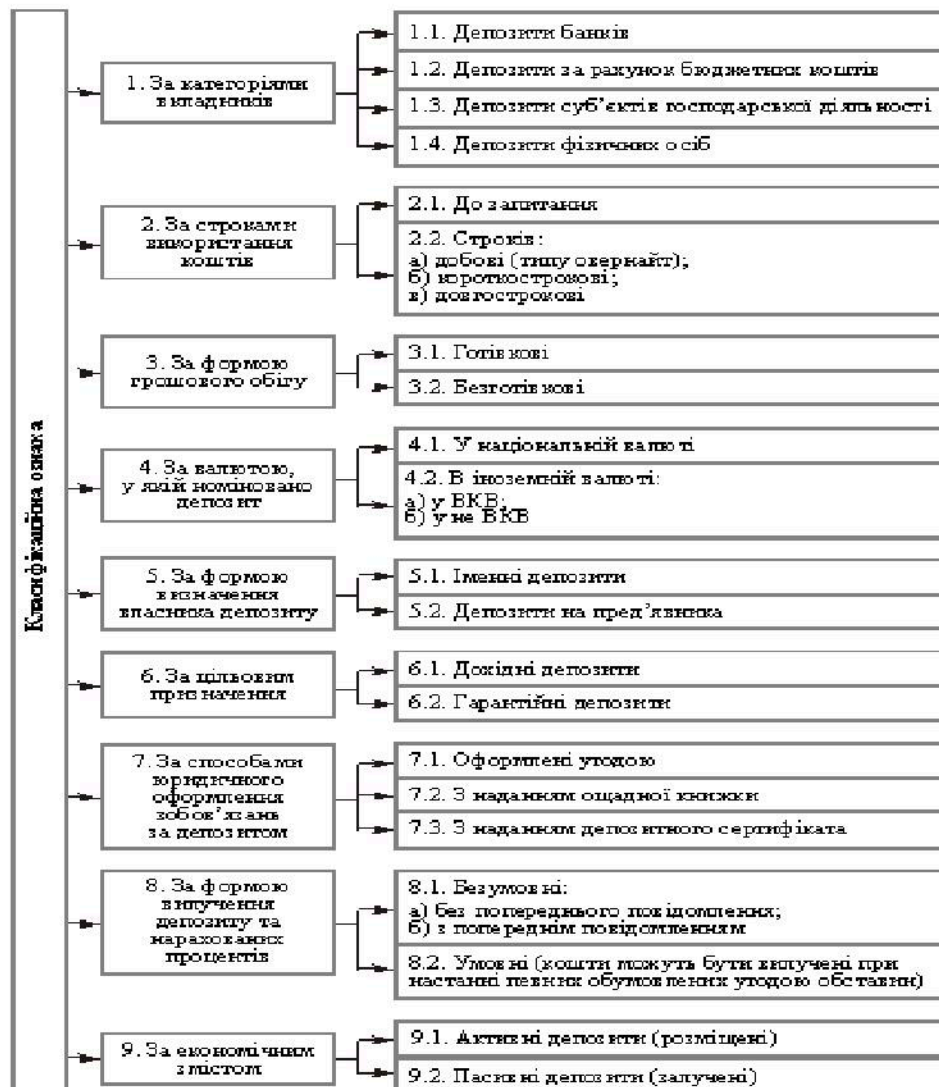 Класифікаційна ознака
1. За категоріями
вкладників
1.1. Депозити банків
1.2. Депозити за рахунок бюджетних коштів
1.3. Депозити суб’єктів господарської діяльності
1.4. Депозити фізичних осіб
2. За строками
використання
коштів
2.1. До запитання
2.2. Строків:
а) добові (типу овернайт);
б) короткострокові;
в) довгострокові
3. За формою
грошового обігу
3.1. Готівкові
3.2. Безготівкові
4. За валютою,
у якій номіновано
депозит
4.1. У національній валюті
4.2. В іноземній валюті:
а) у ВКВ;
б) у не ВКВ
5. За формою
визначення
власника депозиту
5.1. Іменні депозити
5.2. Депозити на пред’явника
6. За цільовим
призначення
6.1. Дохідні депозити
6.2. Гарантійні депозити
7. За способами
юридичного
оформлення
зобов’язань
за депозитом
7.1. Оформлені угодою
7.2. З наданням ощадної книжки
7.3. З наданням депозитного сертифіката
8. За формою
вилучення
депозиту та
нарахованих
процентів
8.1. Безумовні:
а) без попереднього повідомлення;
б) з попереднім повідомленням
8.2. Умовні (кошти можуть бути вилучені при
настанні певних обумовлених угодою обставин)
9. За економічним
змістом
9.1. Активні депозити (розміщені)
9.2. Пасивні депозити (залучені)